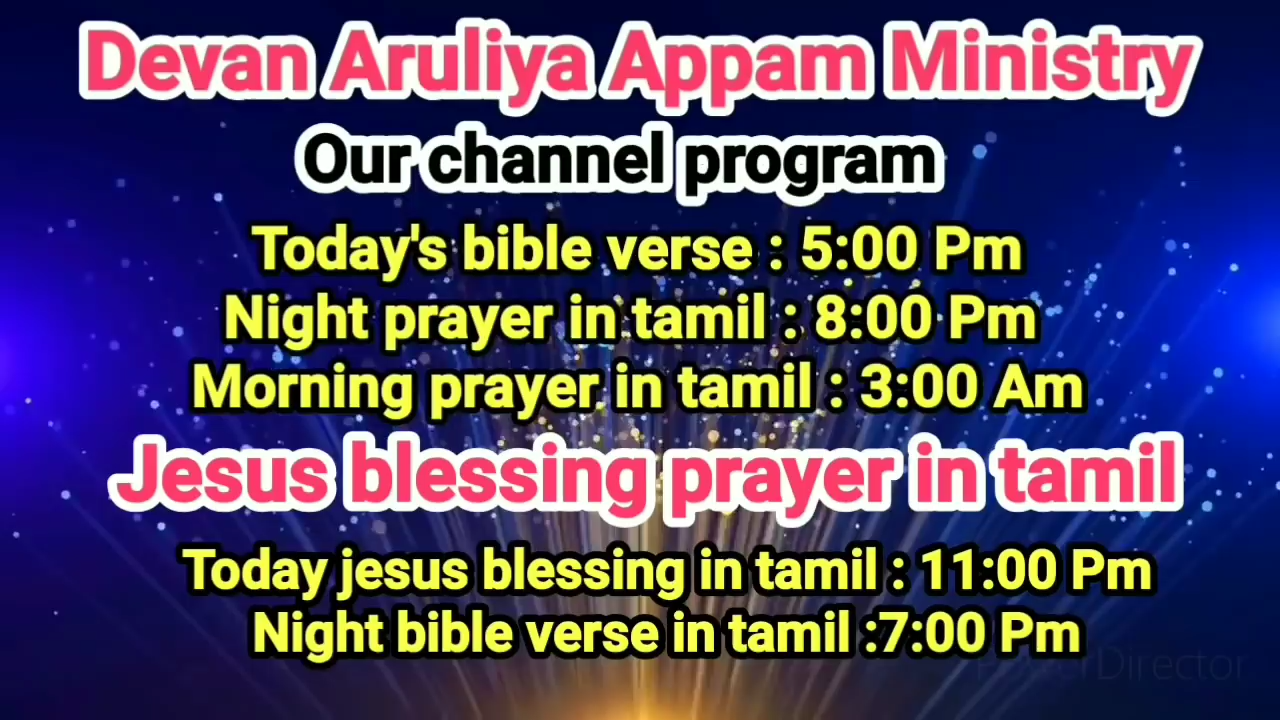 Devan Aruliya Appam Ministry
Our channel program
Today's bible verse : 5:00 Pm
Night prayer in tamil : 8:00 Pm
Morning prayer in tamil : 3:00 Am
Jesus blessing prayer in tamil
Today jesus blessing in tamil : 11:00 Pm
Night bible verse in tamil :7:00 Pm
PowerDirector